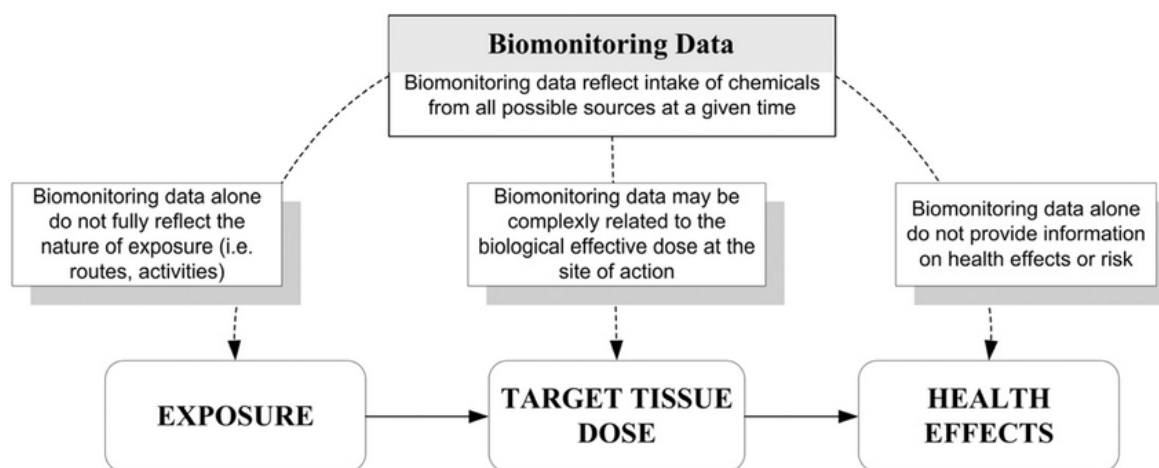 Biomonitoring Data
Biomonitoring data reflect intake of chemicals
from all possible sources at a given time
Biomonitoring data alone
do not fully reflect the
nature of exposure (i.e.
routes, activities)
Biomonitoring data may be
complexly related to the
biological effective dose at the
site of action
Biomonitoring data alone
do not provide information
on health effects or risk
EXPOSURE
TARGET TISSUE
DOSE
HEALTH
EFFECTS